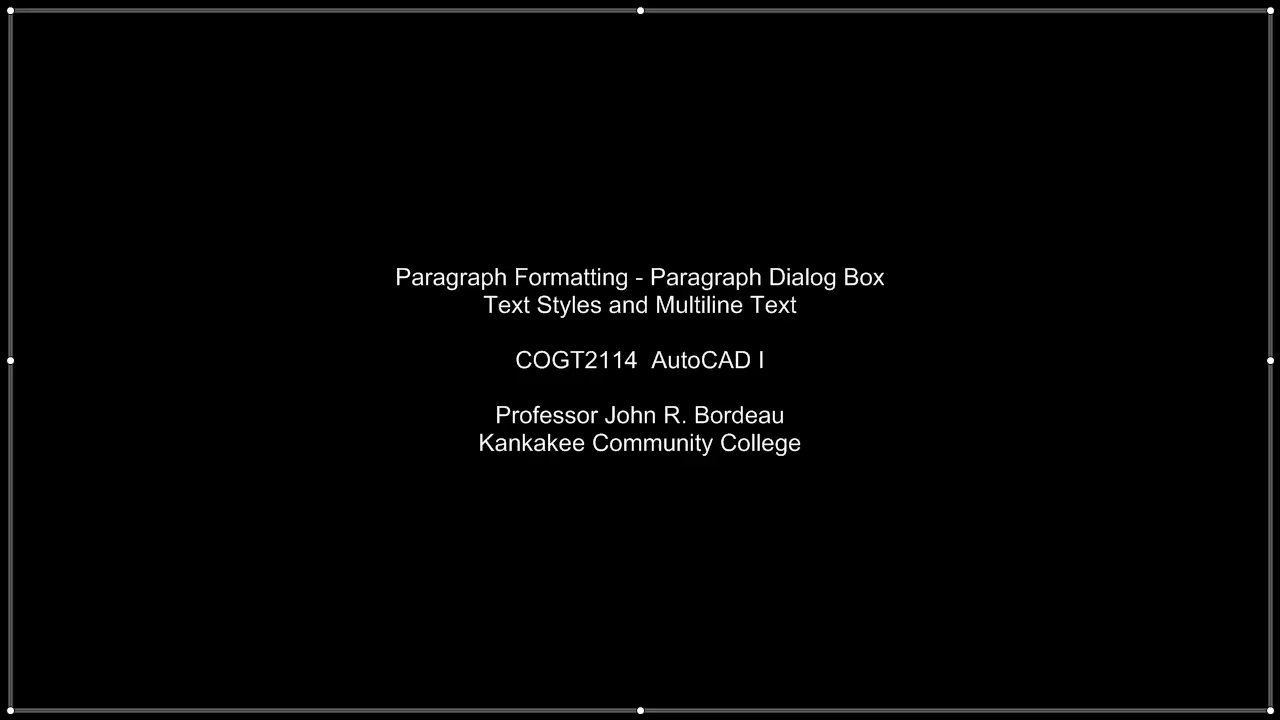 Paragraph Formatting - Paragraph Dialog Box
Text Styles and Multiline Text
COGT2114  AutoCAD I
Professor John R. Bordeau
Kankakee Community College